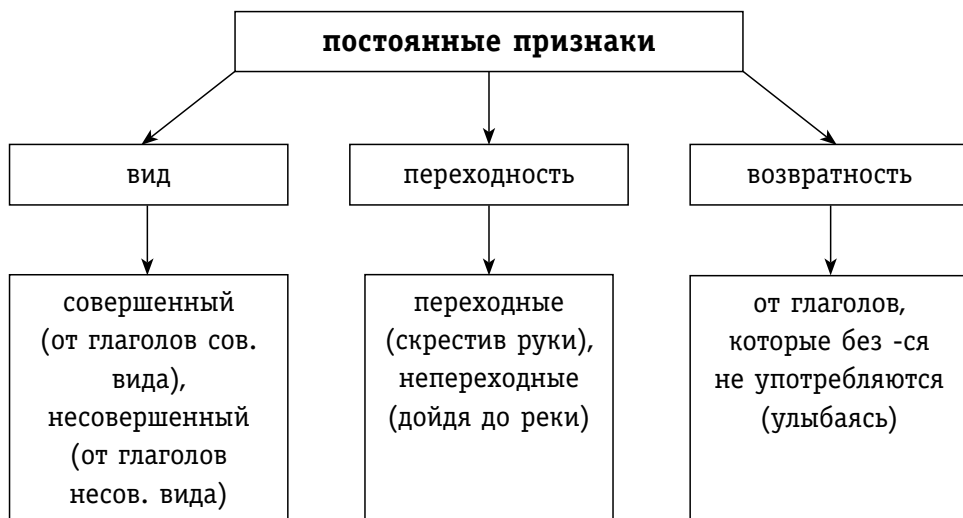 постоянные признаки
вид
переходность
возвратность
совершенный
(от глаголов сов.
вида),
несовершенный
(от глаголов
несов. вида)
переходные
(скрестив руки),
непереходные
(дойдя до реки)
от глаголов,
которые без -ся
не употребляются
(улыбаясь)